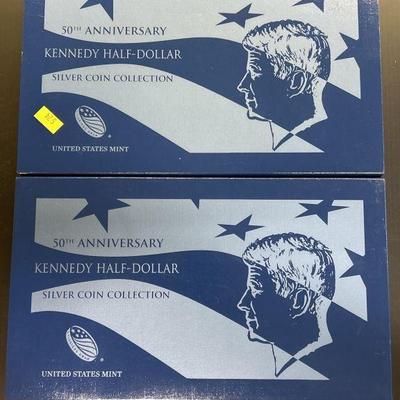 50TH ANNIVERSARY
KENNEDY HALF-DOLLAR
SILVER COIN COLLECTION
UNITED STATES MINT
50TH ANNIVERSARY
KENNEDY HALF-DOLLAR
SILVER COIN COLLECTION
UNITED STATES MINT